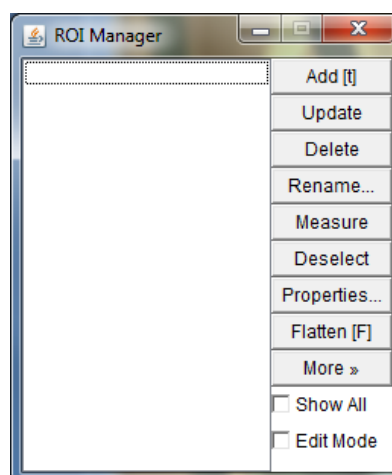 ROI Manager
Add [t]
Update
Delete
Rename...
Measure
Deselect
Properties...
Flatten [F]
More »
Show All
Edit Mode